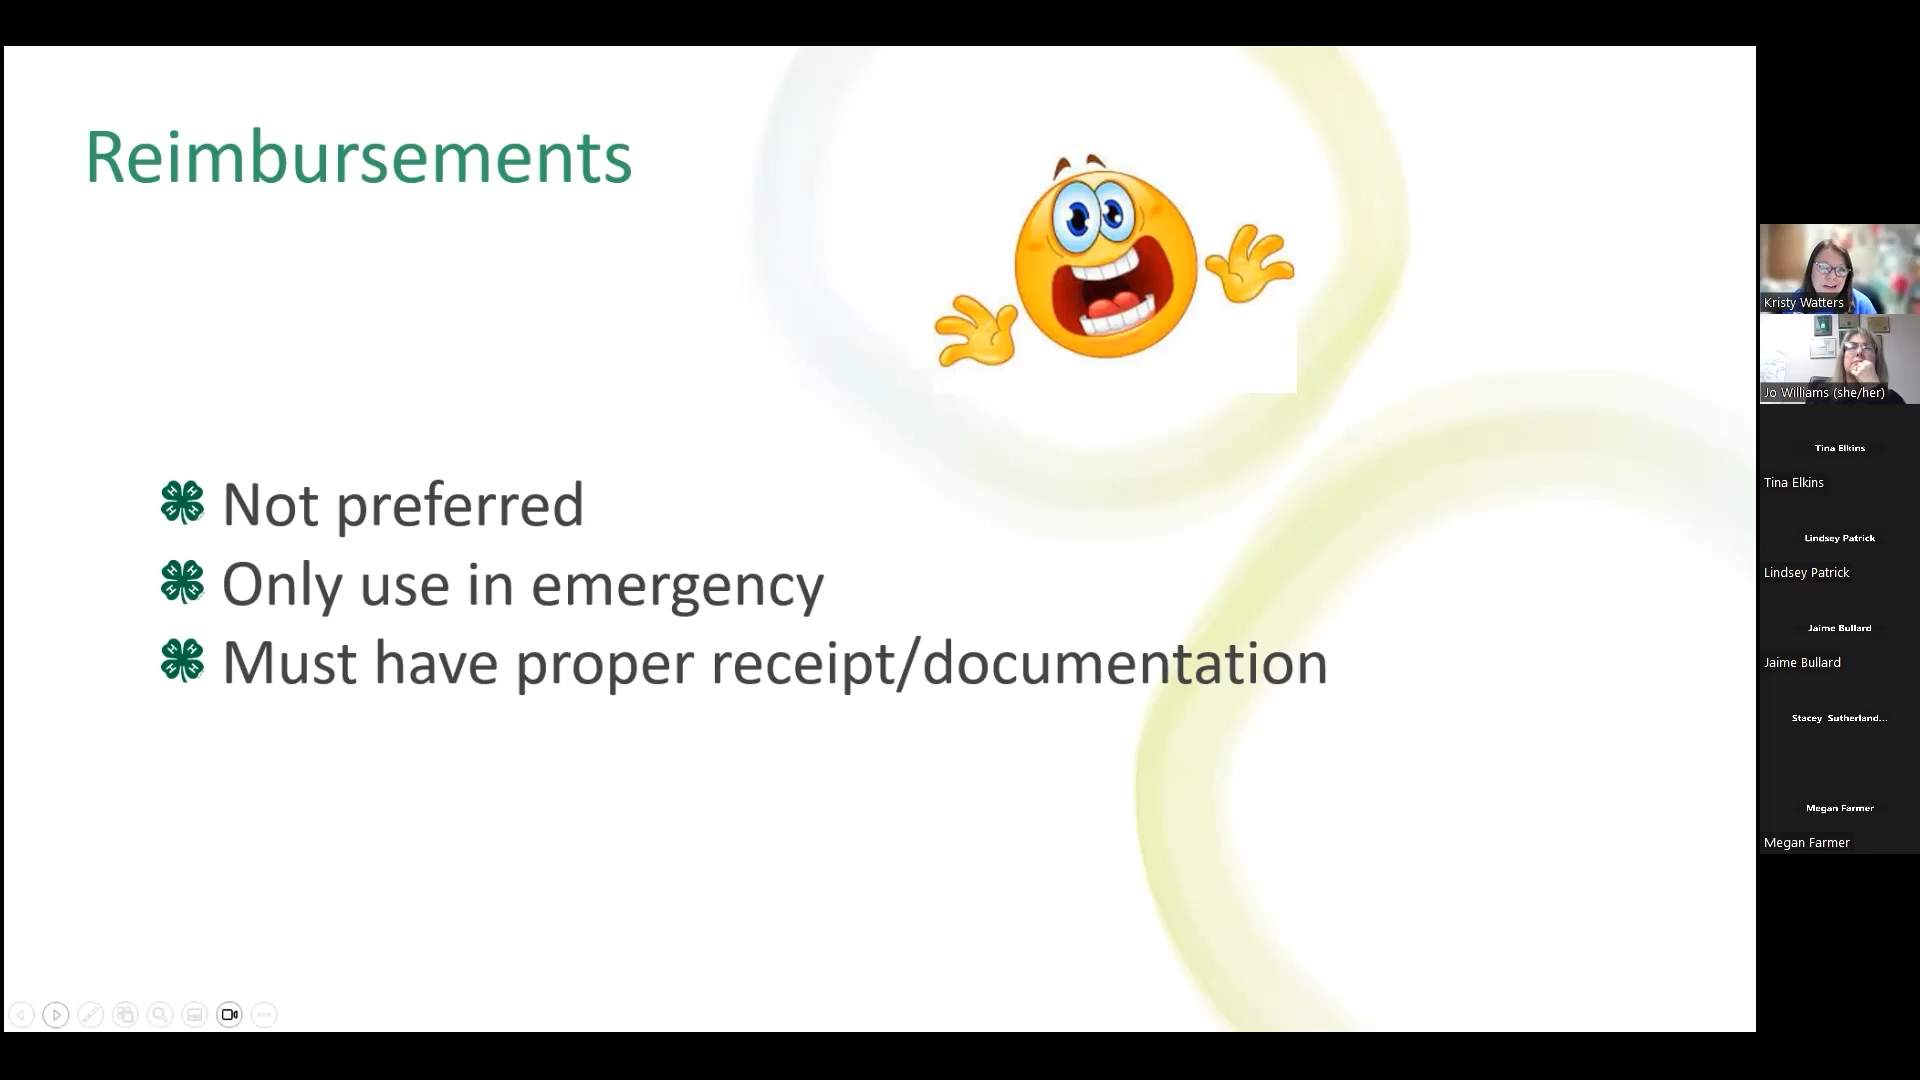 Reimbursements
Not preferred
Only use in emergency
Must have proper receipt/documentation
Kristy Watters
Jo Williams (she/her)
Tina Elkins
Tina Elkins
Lindsey Patrick
Lindsey Patrick
Jaime Bullard
Jaime Bullard
Stacey Sutherland...
Megan Farmer
Megan Farmer